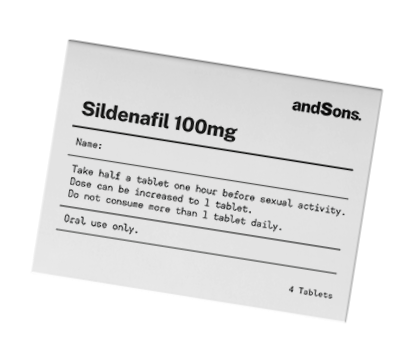 andSons.
Sildenafil 100mg
Name:
Take half a tablet one hour before sexual activity.
Dose can be increased to 1 tablet.
Do not consume more than 1 tablet daily.
Oral use only.
4 Tablets